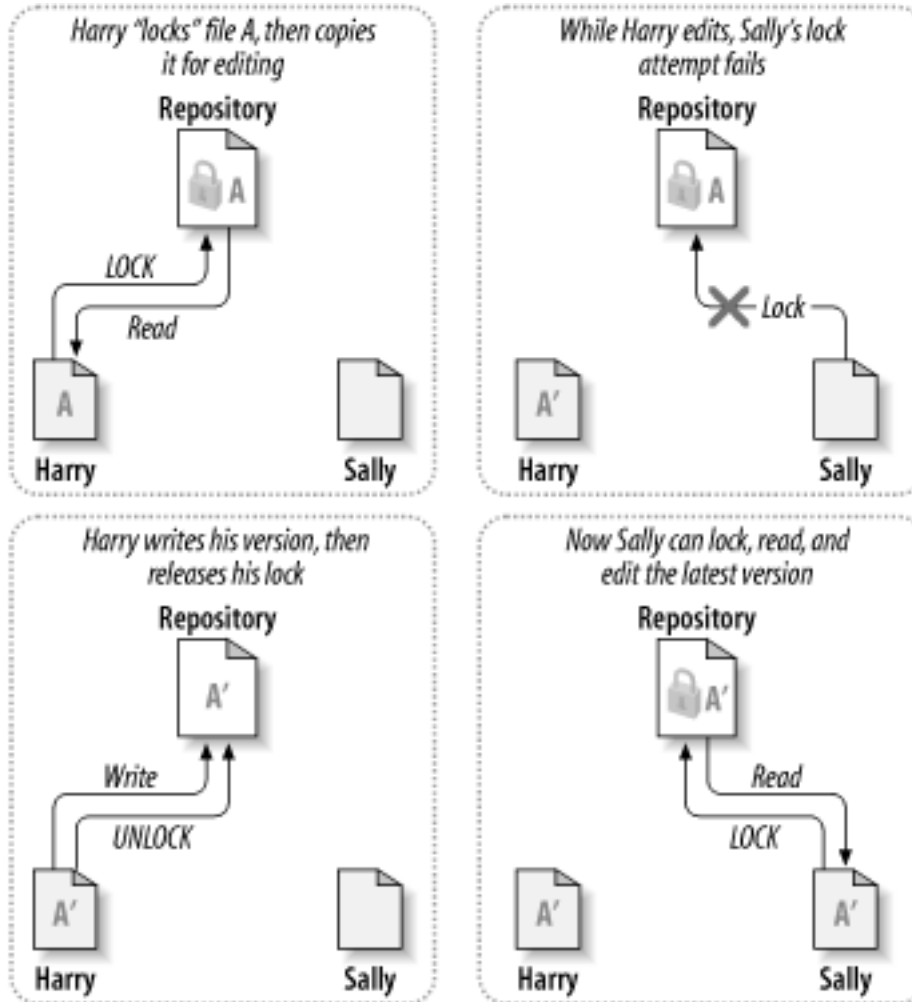 Harry “locks” file A, then copies
it for editing
Repository
A
LOCK
Read
A
Harry
Sally
While Harry edits, Sally’s lock
attempt fails
Repository
A
Lock
A′
Harry
Sally
Harry writes his version, then
releases his lock
Repository
A′
Write
UNLOCK
A′
Harry
Sally
Now Sally can lock, read, and
edit the latest version
Repository
A′
Read
LOCK
A′
Harry
A′
Sally